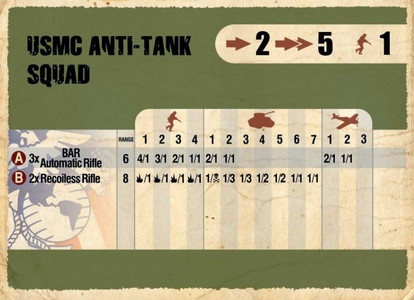 USMC ANTI-TANK
SQUAD
2 5 1
RANGE 1 2 3 4 1 2 3 4 5 6 7 1 2 3
A 3x BAR Automatic Rifle 6 4/1 3/1 2/1 1/1 2/1 1/1 2/1 1/1
B 2x Recoilless Rifle 8 /1 /1 /1 /1 1/ 1/3 1/3 1/2 1/2 1/1 1/1